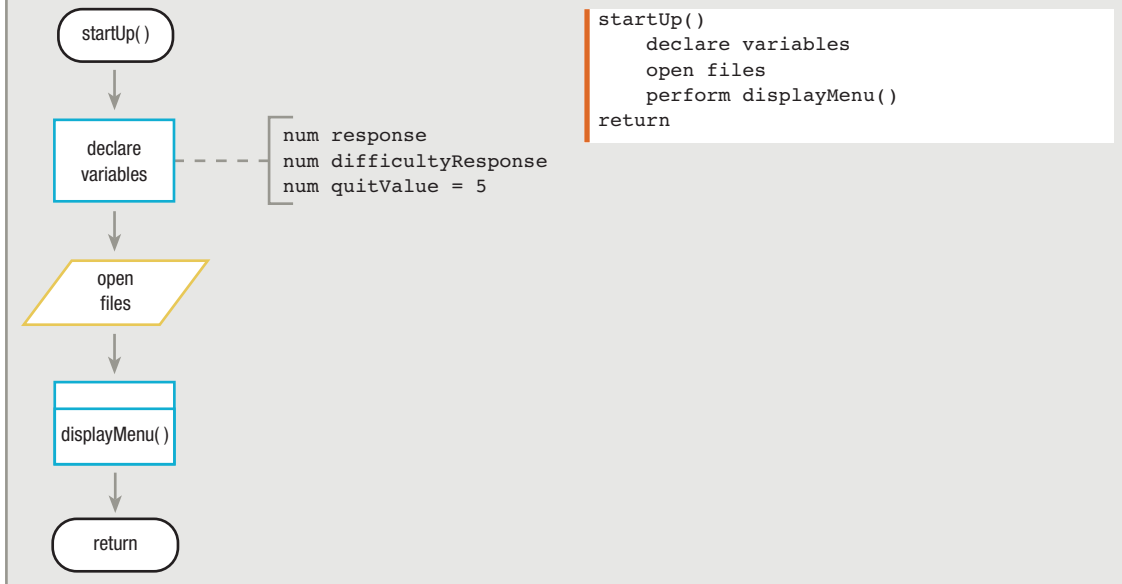 startUp( )
declare
variables
num response
num difficultyResponse
num quitValue = 5
open
files
displayMenu( )
return
startUp()
    declare variables
    open files
    perform displayMenu()
return